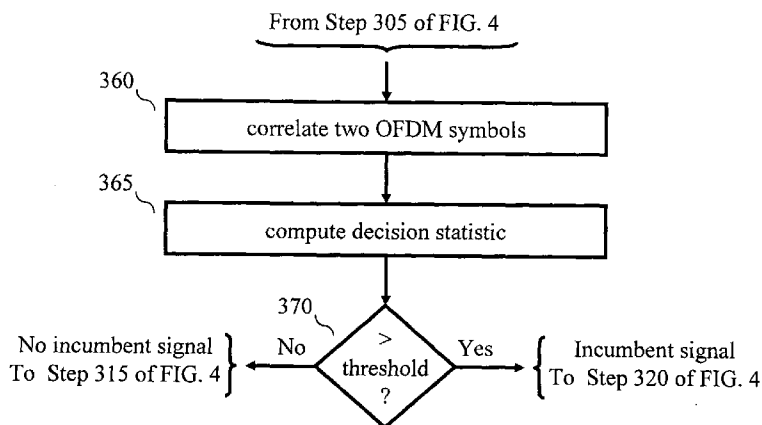 From Step 305 of FIG. 4
360
correlate two OFDM symbols
365
compute decision statistic
370
>
threshold
?
No
Yes
No incumbent signal
To Step 315 of FIG. 4
Incumbent signal
To Step 320 of FIG. 4